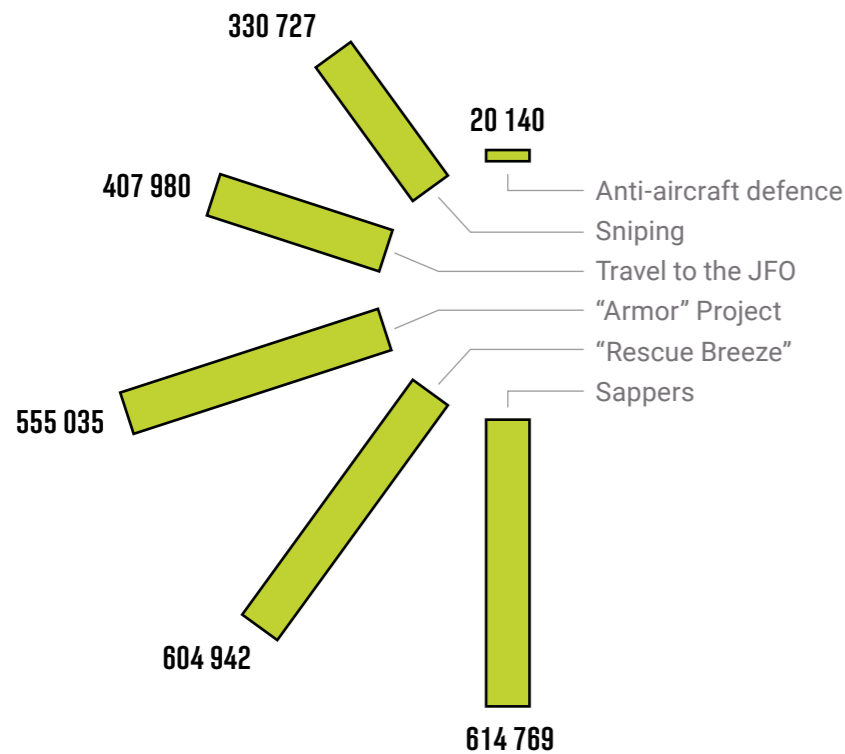 330 727
20 140
407 980
Anti-aircraft defence
Sniping
Travel to the JFO
“Armor” Project
“Rescue Breeze”
Sappers
555 035
604 942
614 769